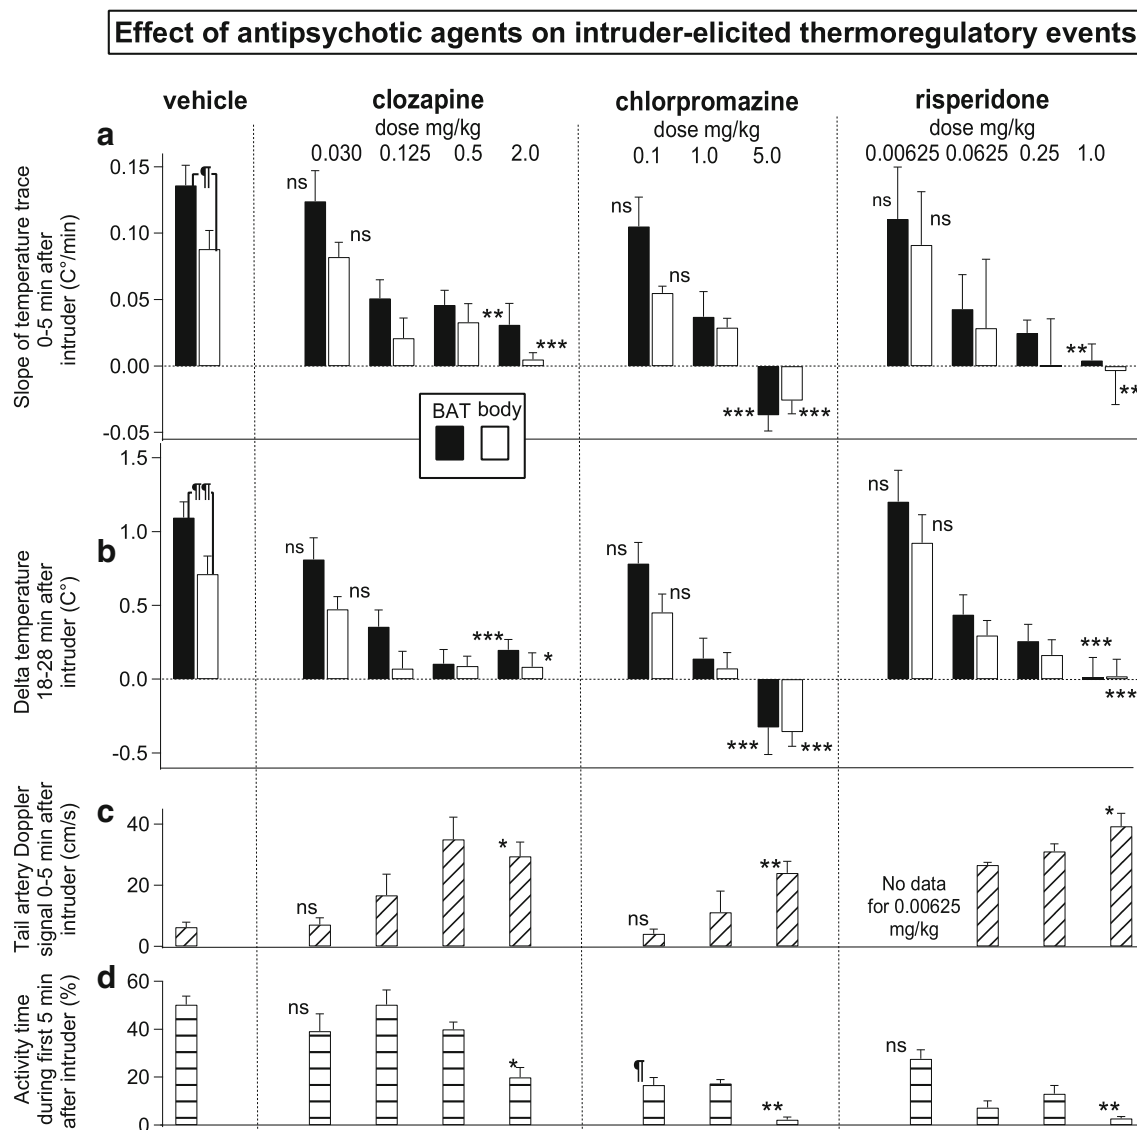 Effect of antipsychotic agents on intruder-elicited thermoregulatory events
vehicle clozapine chlorpromazine risperidone
dose mg/kg dose mg/kg dose mg/kg
0.030 0.125 0.5 2.0 0.1 1.0 5.0 0.00625 0.0625 0.25 1.0
a
Slope of temperature trace
0-5 min after
intruder (C°/min)
0.15
0.10
0.05
0.00
-0.05
¶
ns
ns
**
***
ns
ns
***
***
ns
ns
**
**
BAT body
b
Delta temperature
18-28 min after
intruder (C°)
1.5
1.0
0.5
0.0
-0.5
¶¶
ns
ns
***
*
ns
ns
***
***
ns
ns
***
***
c
Tail artery Doppler
signal 0-5 min after
intruder (cm/s)
40
20
0
ns
*
ns
**
No data
for 0.00625
mg/kg
*
d
Activity time
during first 5 min
after intruder (%)
60
40
20
0
ns
*
¶
**
ns
**